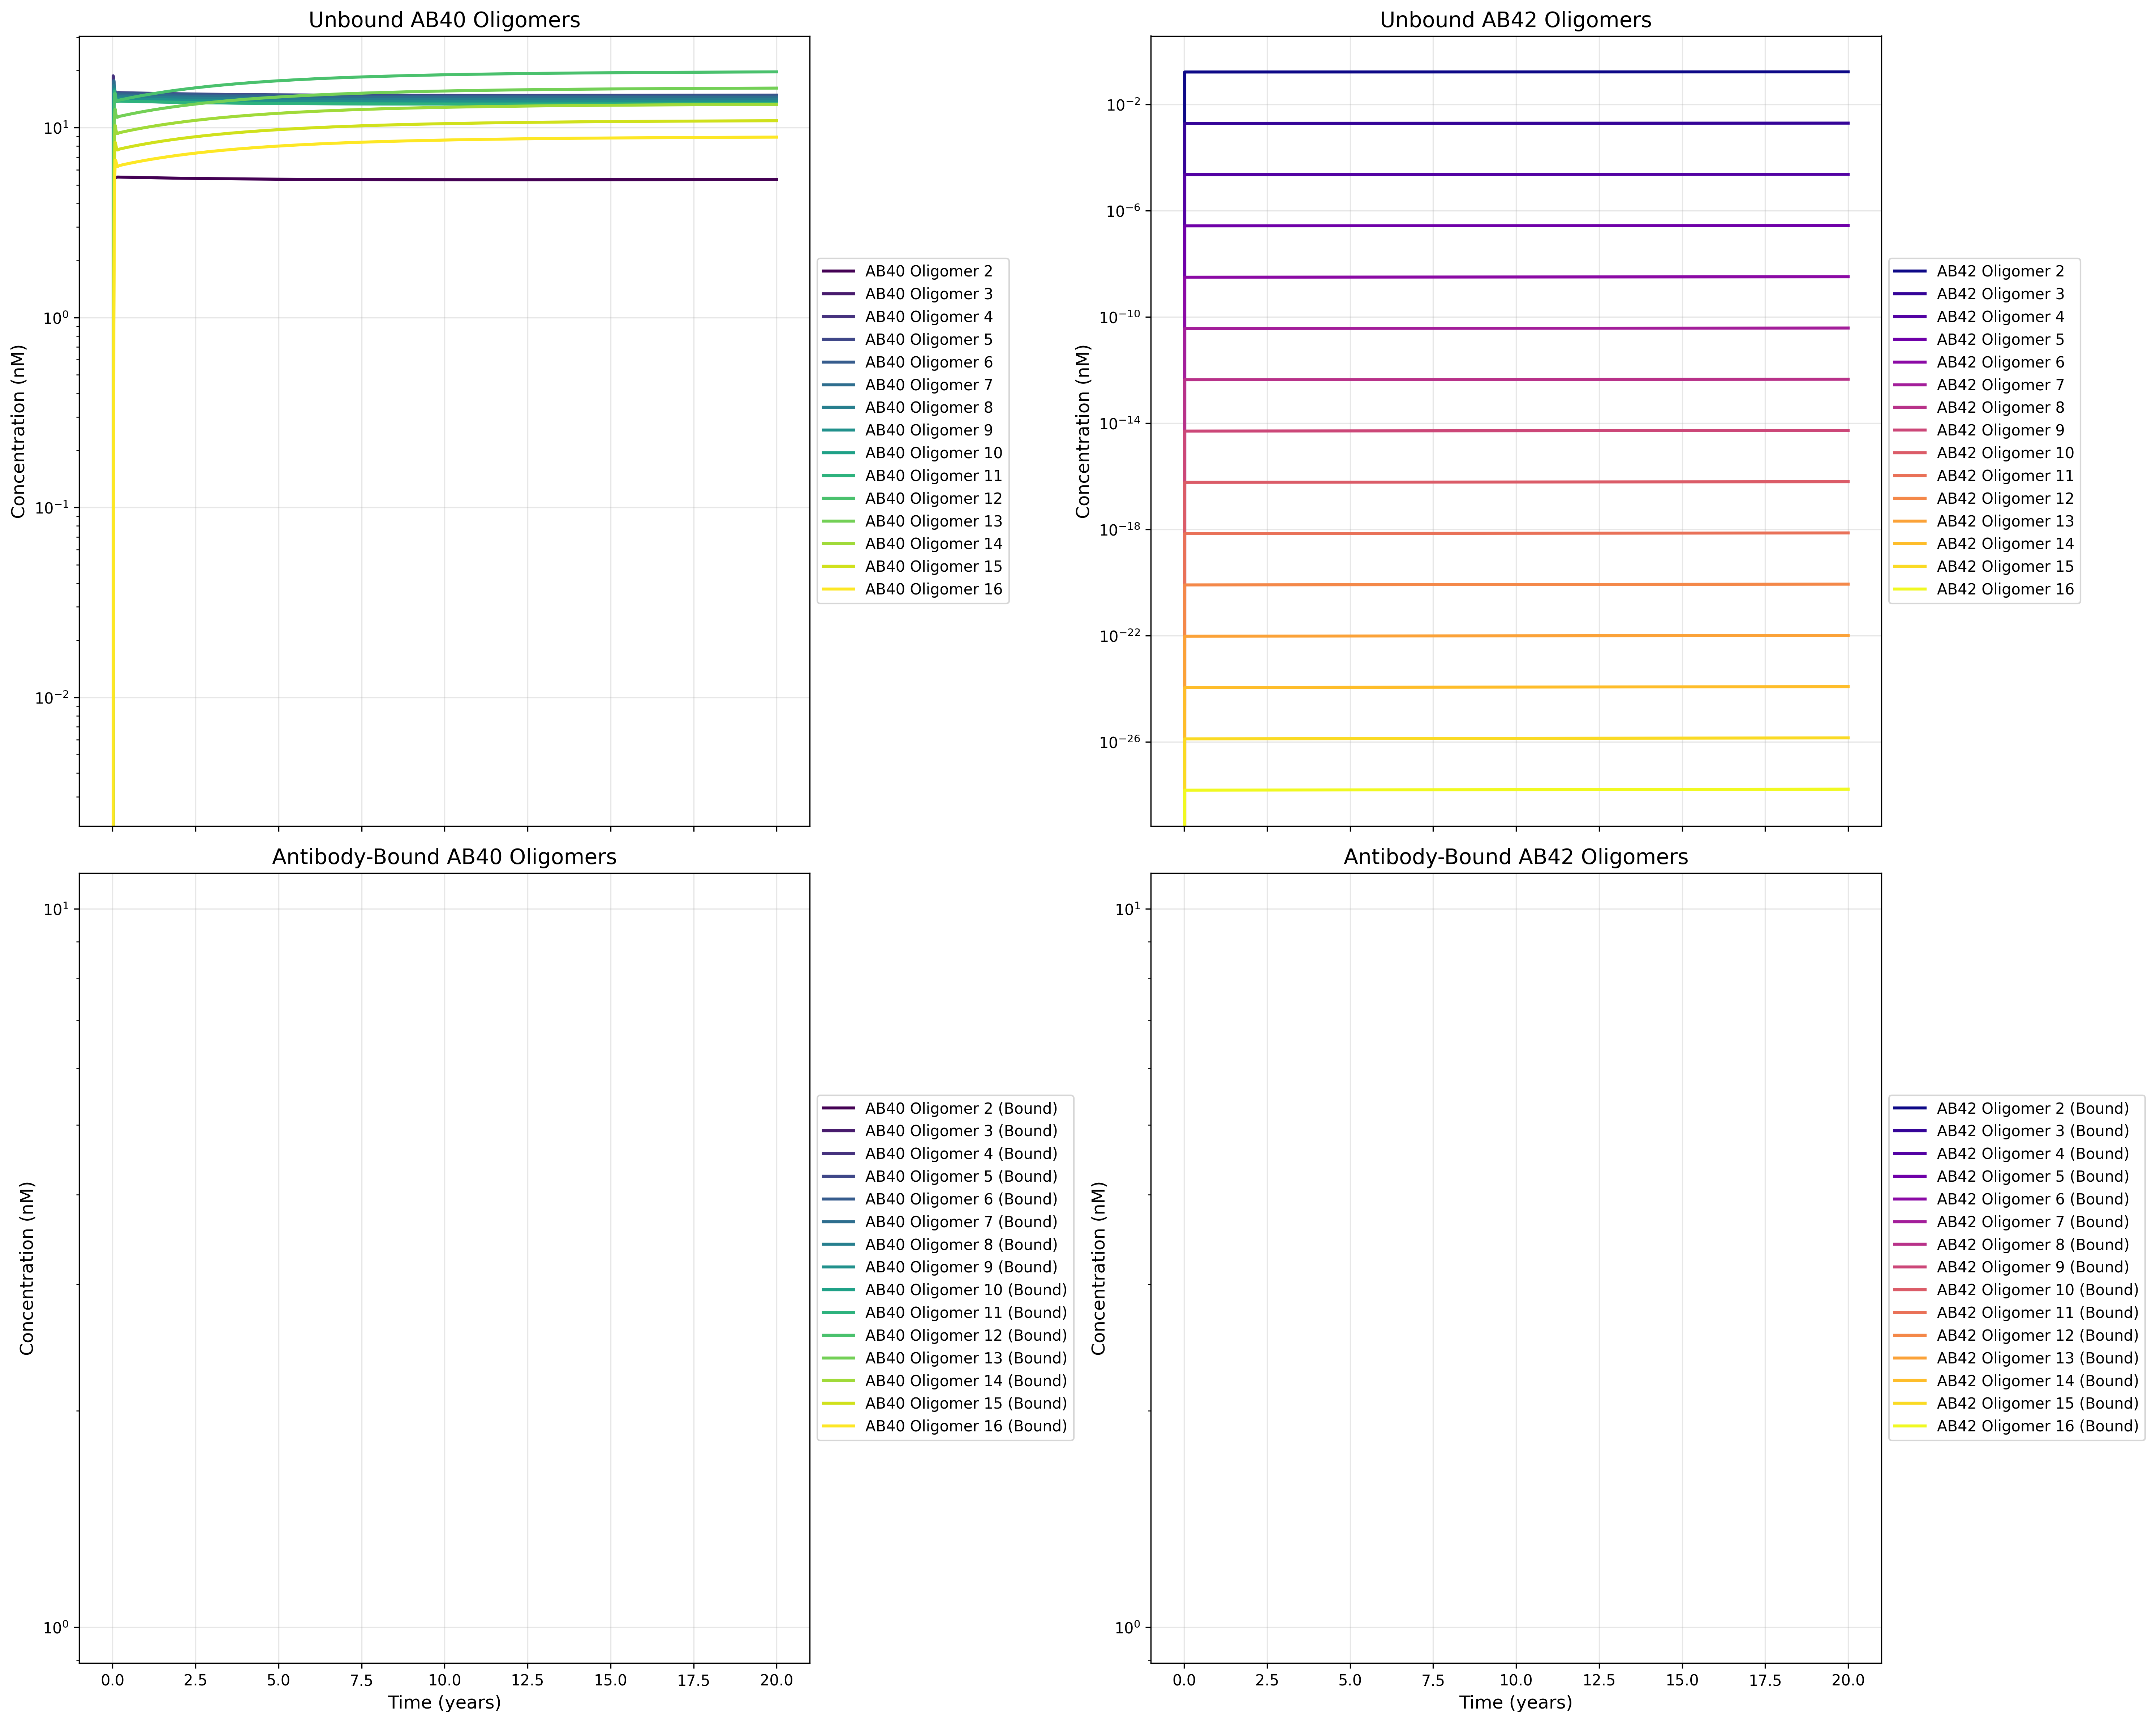 Unbound AB40 Oligomers
Concentration (nM)
10¹
10⁰
10⁻¹
10⁻²
AB40 Oligomer 2
AB40 Oligomer 3
AB40 Oligomer 4
AB40 Oligomer 5
AB40 Oligomer 6
AB40 Oligomer 7
AB40 Oligomer 8
AB40 Oligomer 9
AB40 Oligomer 10
AB40 Oligomer 11
AB40 Oligomer 12
AB40 Oligomer 13
AB40 Oligomer 14
AB40 Oligomer 15
AB40 Oligomer 16
Unbound AB42 Oligomers
Concentration (nM)
10⁻²
10⁻⁶
10⁻¹⁰
10⁻¹⁴
10⁻¹⁸
10⁻²²
10⁻²⁶
AB42 Oligomer 2
AB42 Oligomer 3
AB42 Oligomer 4
AB42 Oligomer 5
AB42 Oligomer 6
AB42 Oligomer 7
AB42 Oligomer 8
AB42 Oligomer 9
AB42 Oligomer 10
AB42 Oligomer 11
AB42 Oligomer 12
AB42 Oligomer 13
AB42 Oligomer 14
AB42 Oligomer 15
AB42 Oligomer 16
Antibody-Bound AB40 Oligomers
Concentration (nM)
10¹
10⁰
0.0 2.5 5.0 7.5 10.0 12.5 15.0 17.5 20.0
Time (years)
AB40 Oligomer 2 (Bound)
AB40 Oligomer 3 (Bound)
AB40 Oligomer 4 (Bound)
AB40 Oligomer 5 (Bound)
AB40 Oligomer 6 (Bound)
AB40 Oligomer 7 (Bound)
AB40 Oligomer 8 (Bound)
AB40 Oligomer 9 (Bound)
AB40 Oligomer 10 (Bound)
AB40 Oligomer 11 (Bound)
AB40 Oligomer 12 (Bound)
AB40 Oligomer 13 (Bound)
AB40 Oligomer 14 (Bound)
AB40 Oligomer 15 (Bound)
AB40 Oligomer 16 (Bound)
Antibody-Bound AB42 Oligomers
Concentration (nM)
10¹
10⁰
0.0 2.5 5.0 7.5 10.0 12.5 15.0 17.5 20.0
Time (years)
AB42 Oligomer 2 (Bound)
AB42 Oligomer 3 (Bound)
AB42 Oligomer 4 (Bound)
AB42 Oligomer 5 (Bound)
AB42 Oligomer 6 (Bound)
AB42 Oligomer 7 (Bound)
AB42 Oligomer 8 (Bound)
AB42 Oligomer 9 (Bound)
AB42 Oligomer 10 (Bound)
AB42 Oligomer 11 (Bound)
AB42 Oligomer 12 (Bound)
AB42 Oligomer 13 (Bound)
AB42 Oligomer 14 (Bound)
AB42 Oligomer 15 (Bound)
AB42 Oligomer 16 (Bound)